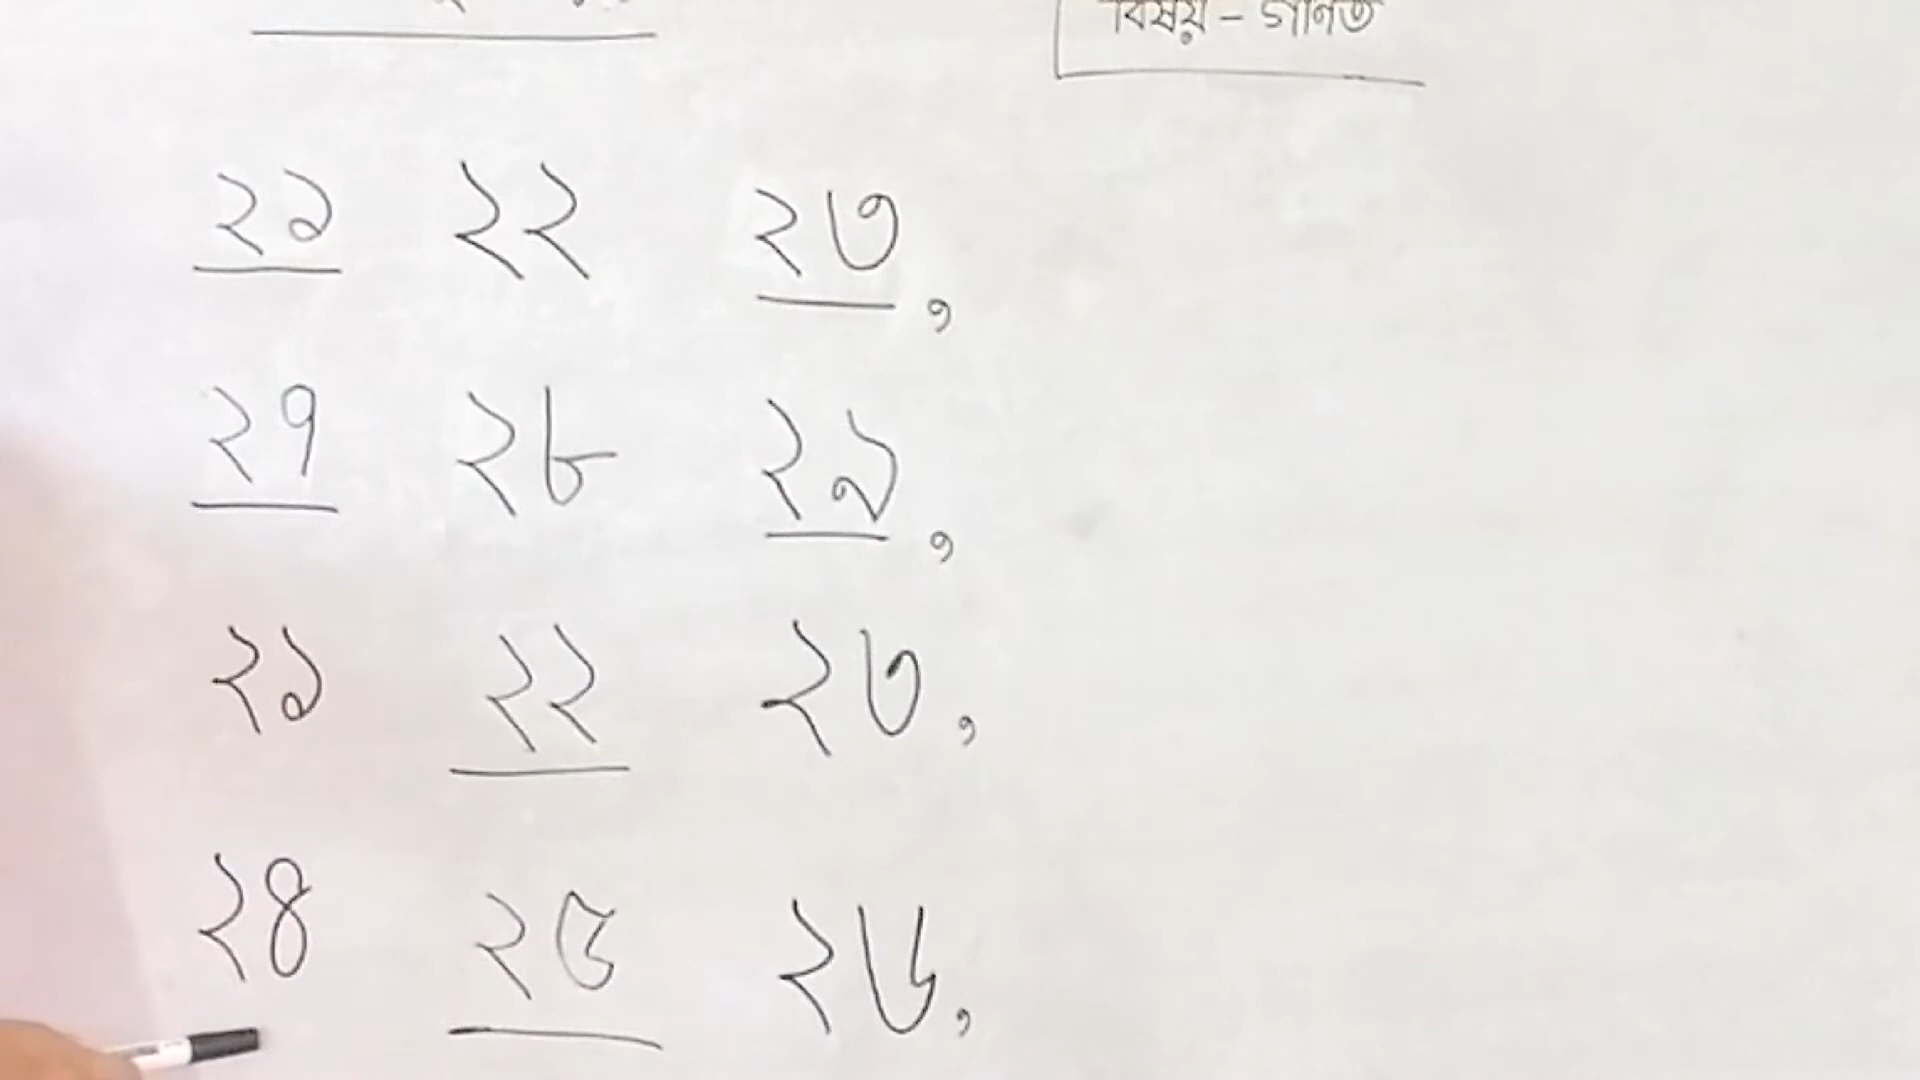 বিষয় - গণিত
২১ ২২ ২৩,
২৭ ২৮ ২৯,
২১ ২২ ২৩,
২৪ ২৫ ২৬,